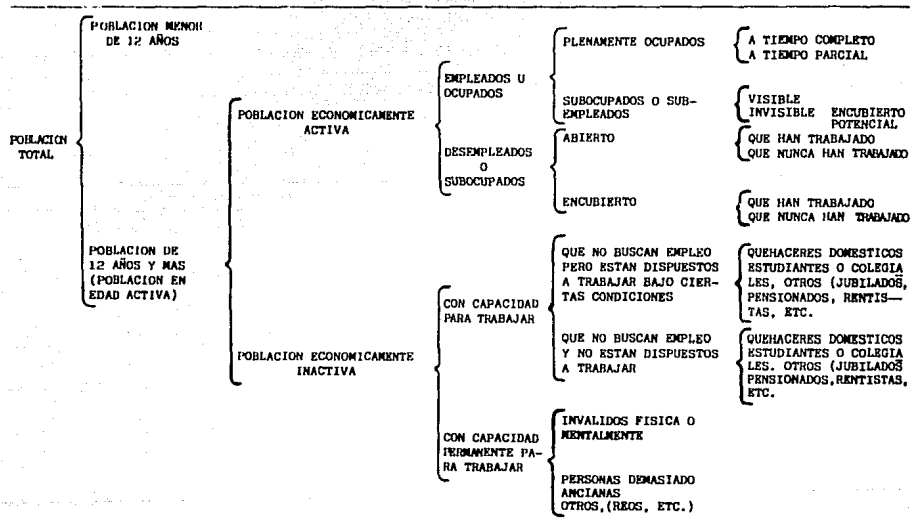 POBLACION
TOTAL
POBLACION MENOR
DE 12 AÑOS
POBLACION DE
12 AÑOS Y MAS
(POBLACION EN
EDAD ACTIVA)
POBLACION ECONOMICAMENTE
ACTIVA
EMPLEADOS U
OCUPADOS
PLENAMENTE OCUPADOS
A TIEMPO COMPLETO
A TIEMPO PARCIAL
SUBOCUPADOS O SUB-
EMPLEADOS
VISIBLE
INVISIBLE ENCUBIERTO
POTENCIAL
DESEMPLEADOS
O
SUBOCUPADOS
ABIERTO
QUE HAN TRABAJADO
QUE NUNCA HAN TRABAJADO
ENCUBIERTO
QUE HAN TRABAJADO
QUE NUNCA HAN TRABAJADO
POBLACION ECONOMICAMENTE
INACTIVA
CON CAPACIDAD
PARA TRABAJAR
QUE NO BUSCAN EMPLEO
PERO ESTAN DISPUESTOS
A TRABAJAR BAJO CIER-
TAS CONDICIONES
QUEHACERES DOMESTICOS
ESTUDIANTES O COLEGIA
LES, OTROS (JUBILADOS,
PENSIONADOS, RENTIS—
TAS, ETC.
QUE NO BUSCAN EMPLEO
Y NO ESTAN DISPUESTOS
A TRABAJAR
QUEHACERES DOMESTICOS
ESTUDIANTES O COLEGIA
LES. OTROS (JUBILADOS
PENSIONADOS,RENTISTAS,
ETC.
CON CAPACIDAD
PERMANENTE PA-
RA TRABAJAR
INVALIDOS FISICA O
MENTALMENTE
PERSONAS DEMASIADO
ANCIANAS
OTROS,(REOS, ETC.)